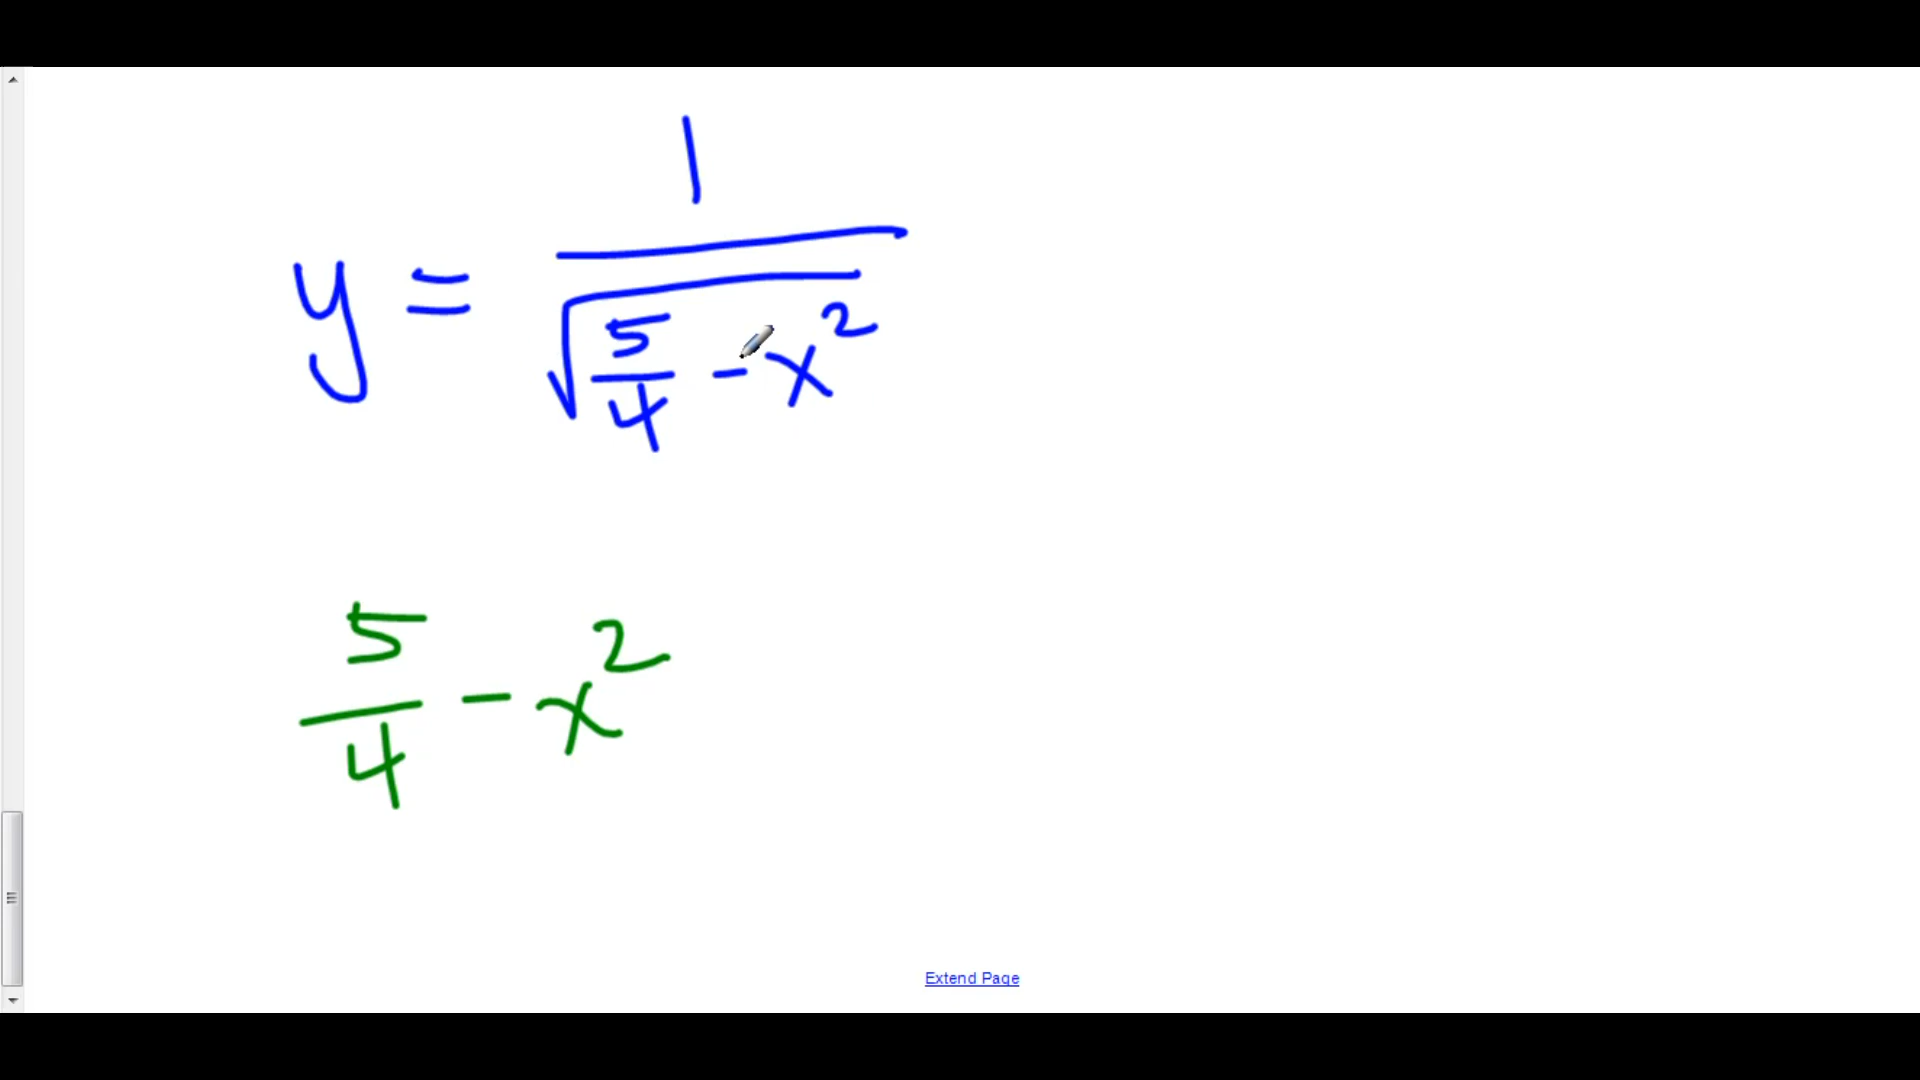 y = 1/√(5/4 - x²)
5/4 - x²
Extend Page